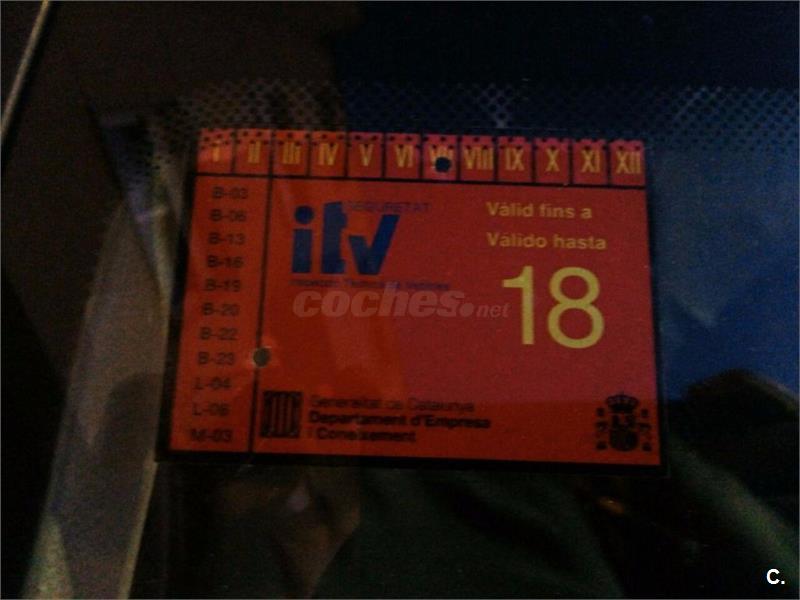 I II III IV V VI VII VIII IX X XI XII
B-03
B-06
B-13
B-16
B-19
B-20
B-22
B-23
L-04
L-06
M-03
SEGURETAT
itv
Vàlid fins a
Válido hasta
18
coches.net
Generalitat de Catalunya
Departament d'Empresa
i Coneixement
C.